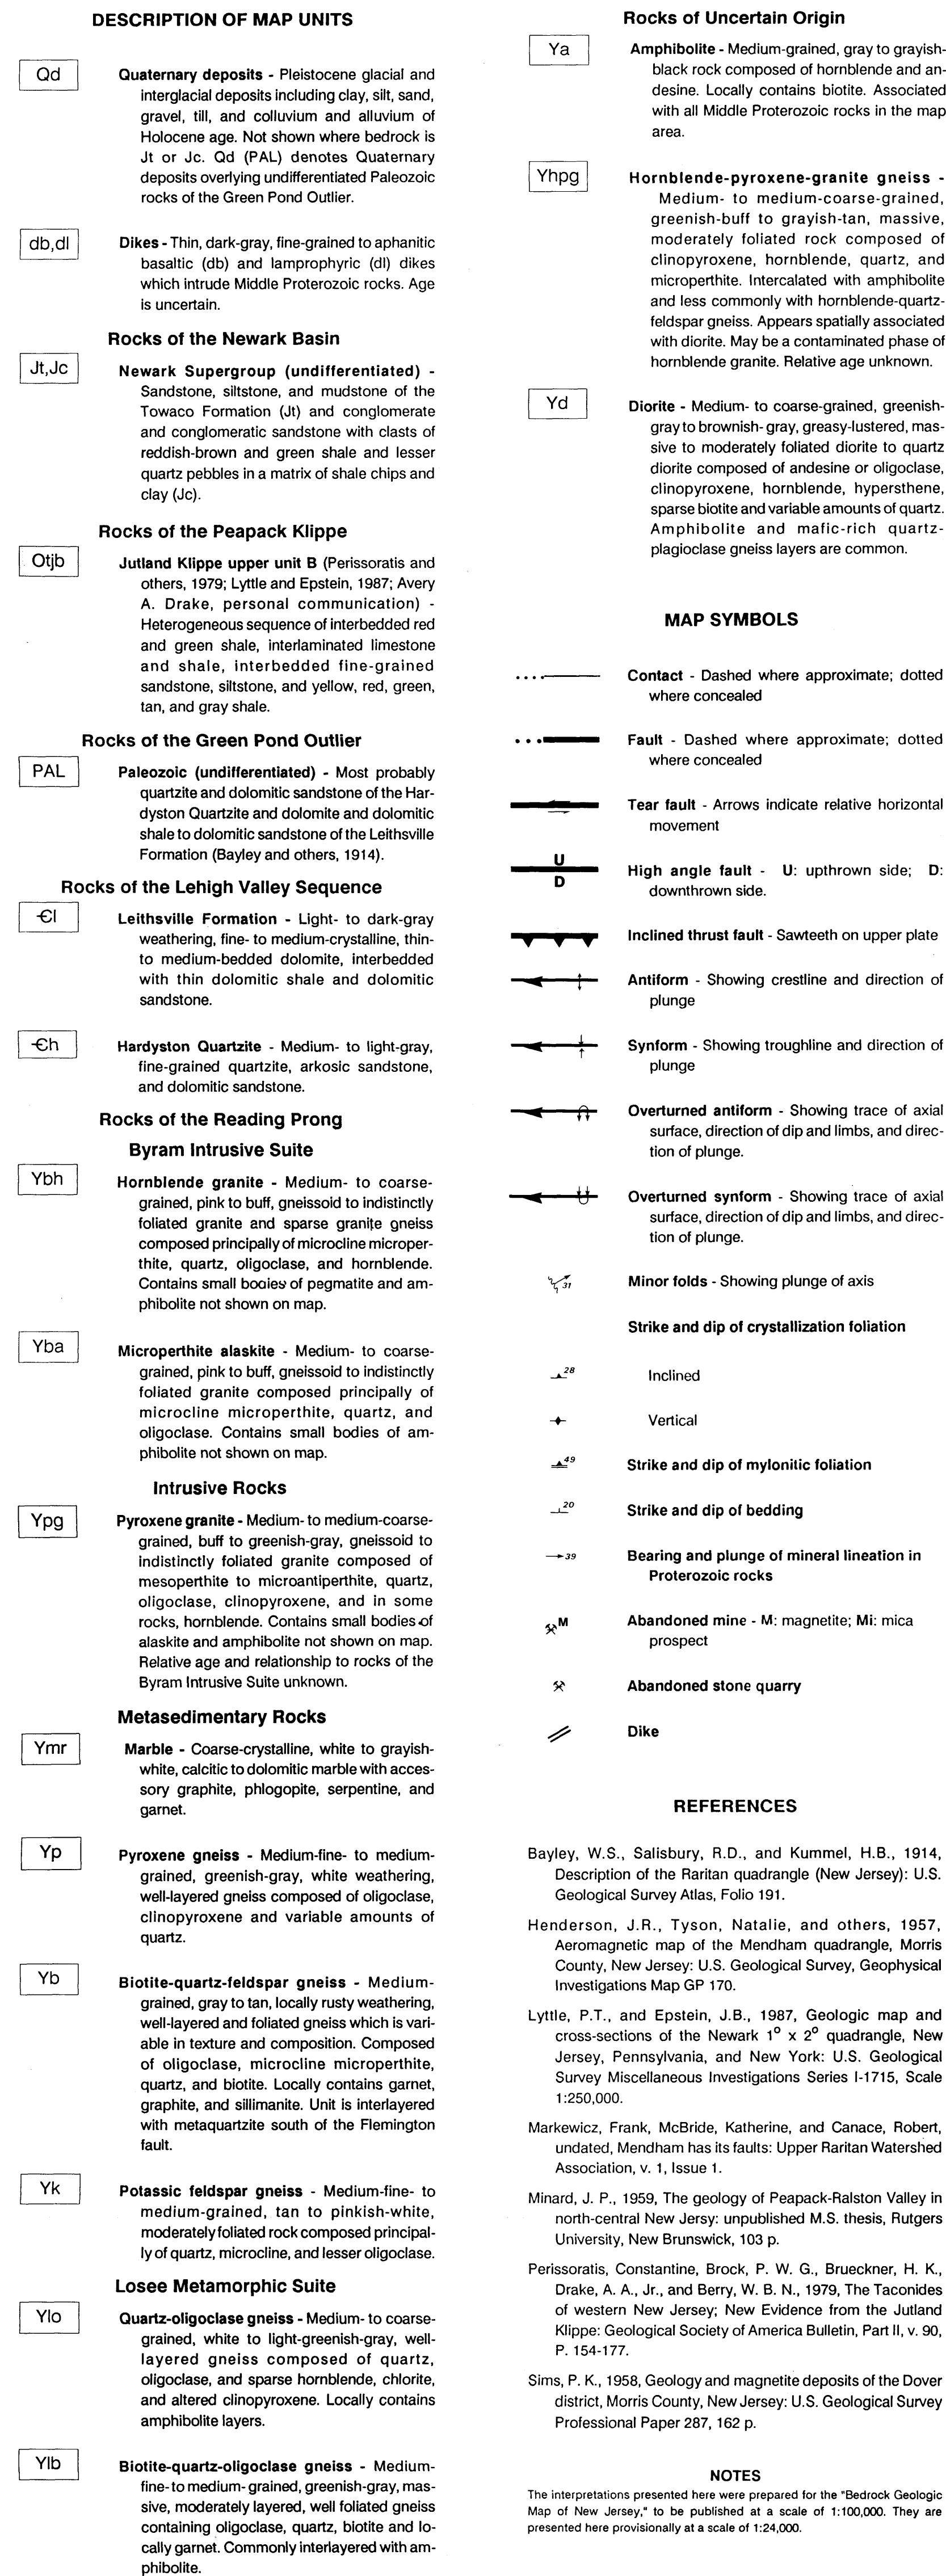 DESCRIPTION OF MAP UNITS
Qd
Quaternary deposits - Pleistocene glacial and
interglacial deposits including clay, silt, sand,
gravel, till, and colluvium and alluvium of
Holocene age. Not shown where bedrock is
Jt or Jc. Qd (PAL) denotes Quaternary
deposits overlying undifferentiated Paleozoic
rocks of the Green Pond Outlier.
db,dl
Dikes - Thin, dark-gray, fine-grained to aphanitic
basaltic (db) and lamprophyric (dl) dikes
which intrude Middle Proterozoic rocks. Age
is uncertain.
Rocks of the Newark Basin
Jt,Jc
Newark Supergroup (undifferentiated) -
Sandstone, siltstone, and mudstone of the
Towaco Formation (Jt) and conglomerate
and conglomeratic sandstone with clasts of
reddish-brown and green shale and lesser
quartz pebbles in a matrix of shale chips and
clay (Jc).
Rocks of the Peapack Klippe
Otjb
Jutland Klippe upper unit B (Perissoratis and
others, 1979; Lyttle and Epstein, 1987; Avery
A. Drake, personal communication) -
Heterogeneous sequence of interbedded red
and green shale, interlaminated limestone
and shale, interbedded fine-grained
sandstone, siltstone, and yellow, red, green,
tan, and gray shale.
Rocks of the Green Pond Outlier
PAL
Paleozoic (undifferentiated) - Most probably
quartzite and dolomitic sandstone of the Har-
dyston Quartzite and dolomite and dolomitic
shale to dolomitic sandstone of the Leithsville
Formation (Bayley and others, 1914).
Rocks of the Lehigh Valley Sequence
Єl
Leithsville Formation - Light- to dark-gray
weathering, fine- to medium-crystalline, thin-
to medium-bedded dolomite, interbedded
with thin dolomitic shale and dolomitic
sandstone.
Єh
Hardyston Quartzite - Medium- to light-gray,
fine-grained quartzite, arkosic sandstone,
and dolomitic sandstone.
Rocks of the Reading Prong
Byram Intrusive Suite
Ybh
Hornblende granite - Medium- to coarse-
grained, pink to buff, gneissoid to indistinctly
foliated granite and sparse granite gneiss
composed principally of microcline microper-
thite, quartz, oligoclase, and hornblende.
Contains small bodies of pegmatite and am-
phibolite not shown on map.
Yba
Microperthite alaskite - Medium- to coarse-
grained, pink to buff, gneissoid to indistinctly
foliated granite composed principally of
microcline microperthite, quartz, and
oligoclase. Contains small bodies of am-
phibolite not shown on map.
Intrusive Rocks
Ypg
Pyroxene granite - Medium- to medium-coarse-
grained, buff to greenish-gray, gneissoid to
indistinctly foliated granite composed of
mesoperthite to microantiperthite, quartz,
oligoclase, clinopyroxene, and in some
rocks, hornblende. Contains small bodies of
alaskite and amphibolite not shown on map.
Relative age and relationship to rocks of the
Byram Intrusive Suite unknown.
Metasedimentary Rocks
Ymr
Marble - Coarse-crystalline, white to grayish-
white, calcitic to dolomitic marble with acces-
sory graphite, phlogopite, serpentine, and
garnet.
Yp
Pyroxene gneiss - Medium-fine- to medium-
grained, greenish-gray, white weathering,
well-layered gneiss composed of oligoclase,
clinopyroxene and variable amounts of
quartz.
Yb
Biotite-quartz-feldspar gneiss - Medium-
grained, gray to tan, locally rusty weathering,
well-layered and foliated gneiss which is vari-
able in texture and composition. Composed
of oligoclase, microcline microperthite,
quartz, and biotite. Locally contains garnet,
graphite, and sillimanite. Unit is interlayered
with metaquartzite south of the Flemington
fault.
Yk
Potassic feldspar gneiss - Medium-fine- to
medium-grained, tan to pinkish-white,
moderately foliated rock composed principal-
ly of quartz, microcline, and lesser oligoclase.
Losee Metamorphic Suite
Ylo
Quartz-oligoclase gneiss - Medium- to coarse-
grained, white to light-greenish-gray, well-
layered gneiss composed of quartz,
oligoclase, and sparse hornblende, chlorite,
and altered clinopyroxene. Locally contains
amphibolite layers.
Ylb
Biotite-quartz-oligoclase gneiss - Medium-
fine- to medium- grained, greenish-gray, mas-
sive, moderately layered, well foliated gneiss
containing oligoclase, quartz, biotite and lo-
cally garnet. Commonly interlayered with am-
phibolite.
Rocks of Uncertain Origin
Ya
Amphibolite - Medium-grained, gray to grayish-
black rock composed of hornblende and an-
desine. Locally contains biotite. Associated
with all Middle Proterozoic rocks in the map
area.
Yhpg
Hornblende-pyroxene-granite gneiss -
Medium- to medium-coarse-grained,
greenish-buff to grayish-tan, massive,
moderately foliated rock composed of
clinopyroxene, hornblende, quartz, and
microperthite. Intercalated with amphibolite
and less commonly with hornblende-quartz-
feldspar gneiss. Appears spatially associated
with diorite. May be a contaminated phase of
hornblende granite. Relative age unknown.
Yd
Diorite - Medium- to coarse-grained, greenish-
gray to brownish- gray, greasy-lustered, mas-
sive to moderately foliated diorite to quartz
diorite composed of andesine or oligoclase,
clinopyroxene, hornblende, hypersthene,
sparse biotite and variable amounts of quartz.
Amphibolite and mafic-rich quartz-
plagioclase gneiss layers are common.
MAP SYMBOLS
Contact - Dashed where approximate; dotted
where concealed
Fault - Dashed where approximate; dotted
where concealed
Tear fault - Arrows indicate relative horizontal
movement
U
D
High angle fault - U: upthrown side; D:
downthrown side.
Inclined thrust fault - Sawteeth on upper plate
Antiform - Showing crestline and direction of
plunge
Synform - Showing troughline and direction of
plunge
Overturned antiform - Showing trace of axial
surface, direction of dip and limbs, and direc-
tion of plunge.
Overturned synform - Showing trace of axial
surface, direction of dip and limbs, and direc-
tion of plunge.
31
Minor folds - Showing plunge of axis
Strike and dip of crystallization foliation
28
Inclined
Vertical
49
Strike and dip of mylonitic foliation
20
Strike and dip of bedding
39
Bearing and plunge of mineral lineation in
Proterozoic rocks
M
Abandoned mine - M: magnetite; Mi: mica
prospect
Abandoned stone quarry
Dike
REFERENCES
Bayley, W.S., Salisbury, R.D., and Kummel, H.B., 1914,
Description of the Raritan quadrangle (New Jersey): U.S.
Geological Survey Atlas, Folio 191.
Henderson, J.R., Tyson, Natalie, and others, 1957,
Aeromagnetic map of the Mendham quadrangle, Morris
County, New Jersey: U.S. Geological Survey, Geophysical
Investigations Map GP 170.
Lyttle, P.T., and Epstein, J.B., 1987, Geologic map and
cross-sections of the Newark 1° x 2° quadrangle, New
Jersey, Pennsylvania, and New York: U.S. Geological
Survey Miscellaneous Investigations Series I-1715, Scale
1:250,000.
Markewicz, Frank, McBride, Katherine, and Canace, Robert,
undated, Mendham has its faults: Upper Raritan Watershed
Association, v. 1, Issue 1.
Minard, J. P., 1959, The geology of Peapack-Ralston Valley in
north-central New Jersy: unpublished M.S. thesis, Rutgers
University, New Brunswick, 103 p.
Perissoratis, Constantine, Brock, P. W. G., Brueckner, H. K.,
Drake, A. A., Jr., and Berry, W. B. N., 1979, The Taconides
of western New Jersey; New Evidence from the Jutland
Klippe: Geological Society of America Bulletin, Part II, v. 90,
P. 154-177.
Sims, P. K., 1958, Geology and magnetite deposits of the Dover
district, Morris County, New Jersey: U.S. Geological Survey
Professional Paper 287, 162 p.
NOTES
The interpretations presented here were prepared for the "Bedrock Geologic
Map of New Jersey," to be published at a scale of 1:100,000. They are
presented here provisionally at a scale of 1:24,000.